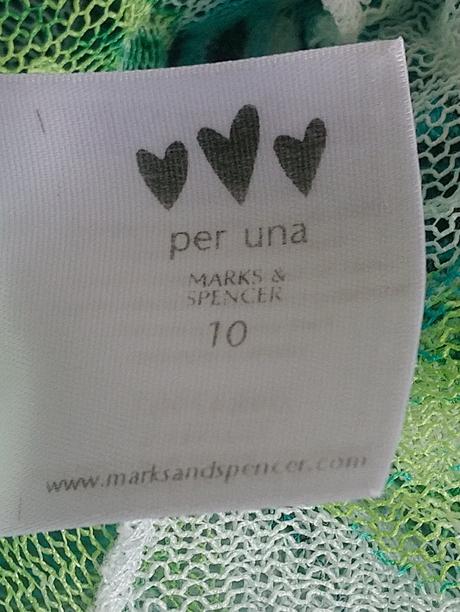 per una
MARKS &
SPENCER
10
www.marksandspencer.com